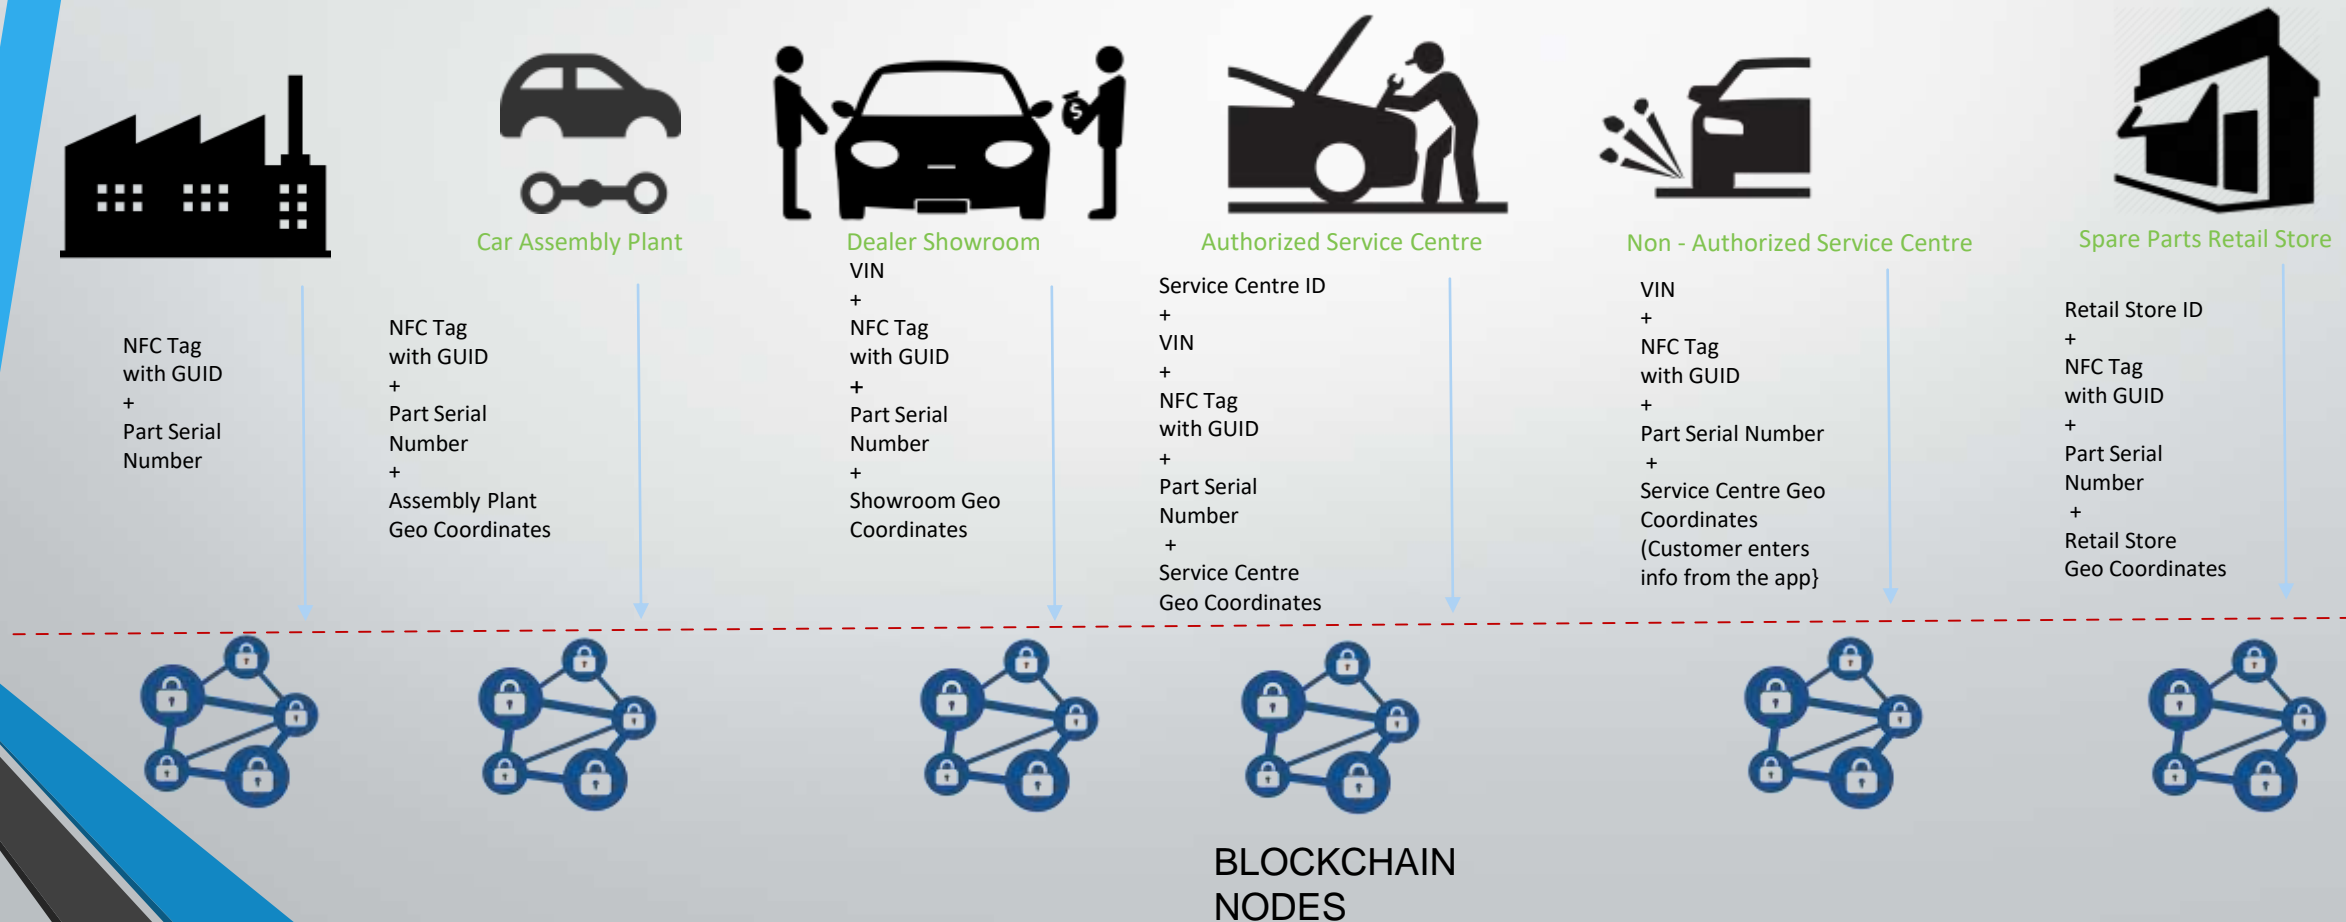 NFC Tag
with GUID
+
Part Serial
Number
Car Assembly Plant
NFC Tag
with GUID
+
Part Serial
Number
+
Assembly Plant
Geo Coordinates
Dealer Showroom
VIN
+
NFC Tag
with GUID
+
Part Serial
Number
+
Showroom Geo
Coordinates
$
Authorized Service Centre
Service Centre ID
+
VIN
+
NFC Tag
with GUID
+
Part Serial
Number
+
Service Centre
Geo Coordinates
Non - Authorized Service Centre
VIN
+
NFC Tag
with GUID
+
Part Serial Number
+
Service Centre Geo
Coordinates
(Customer enters
info from the app}
Spare Parts Retail Store
Retail Store ID
+
NFC Tag
with GUID
+
Part Serial
Number
+
Retail Store
Geo Coordinates
BLOCKCHAIN
NODES